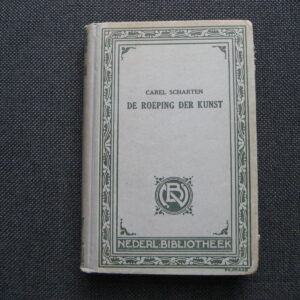 CAREL SCHARTEN
DE ROEPING DER KUNST
NEDERL·BIBLIOTHEEK